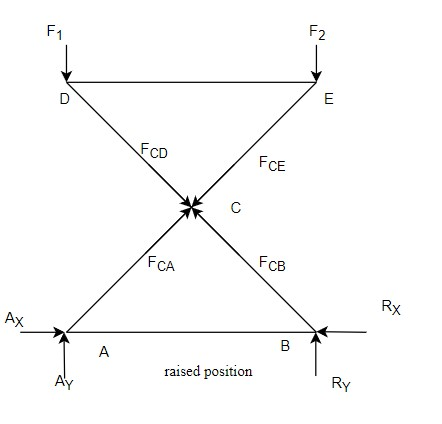 F1 F2
D E
FCD FCE
C
FCA FCB
AX RX
A B
raised position
AY RY